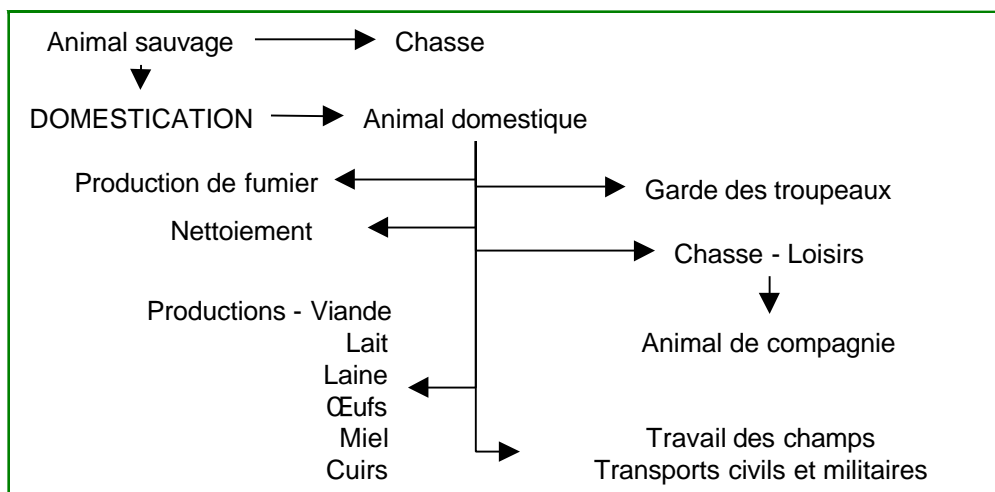 Animal sauvage
Chasse
DOMESTICATION
Animal domestique
Production de fumier
Garde des troupeaux
Nettoiement
Chasse - Loisirs
Productions - Viande
Lait
Laine
Œufs
Miel
Cuirs
Animal de compagnie
Travail des champs
Transports civils et militaires